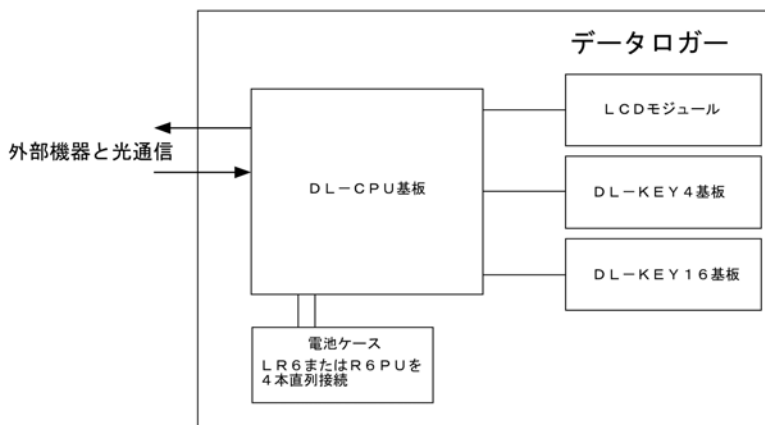 データロガー
LCDモジュール
外部機器と光通信
DL－CPU基板
DL－KEY4基板
DL－KEY16基板
電池ケース
LR6またはR6PUを
4本直列接続